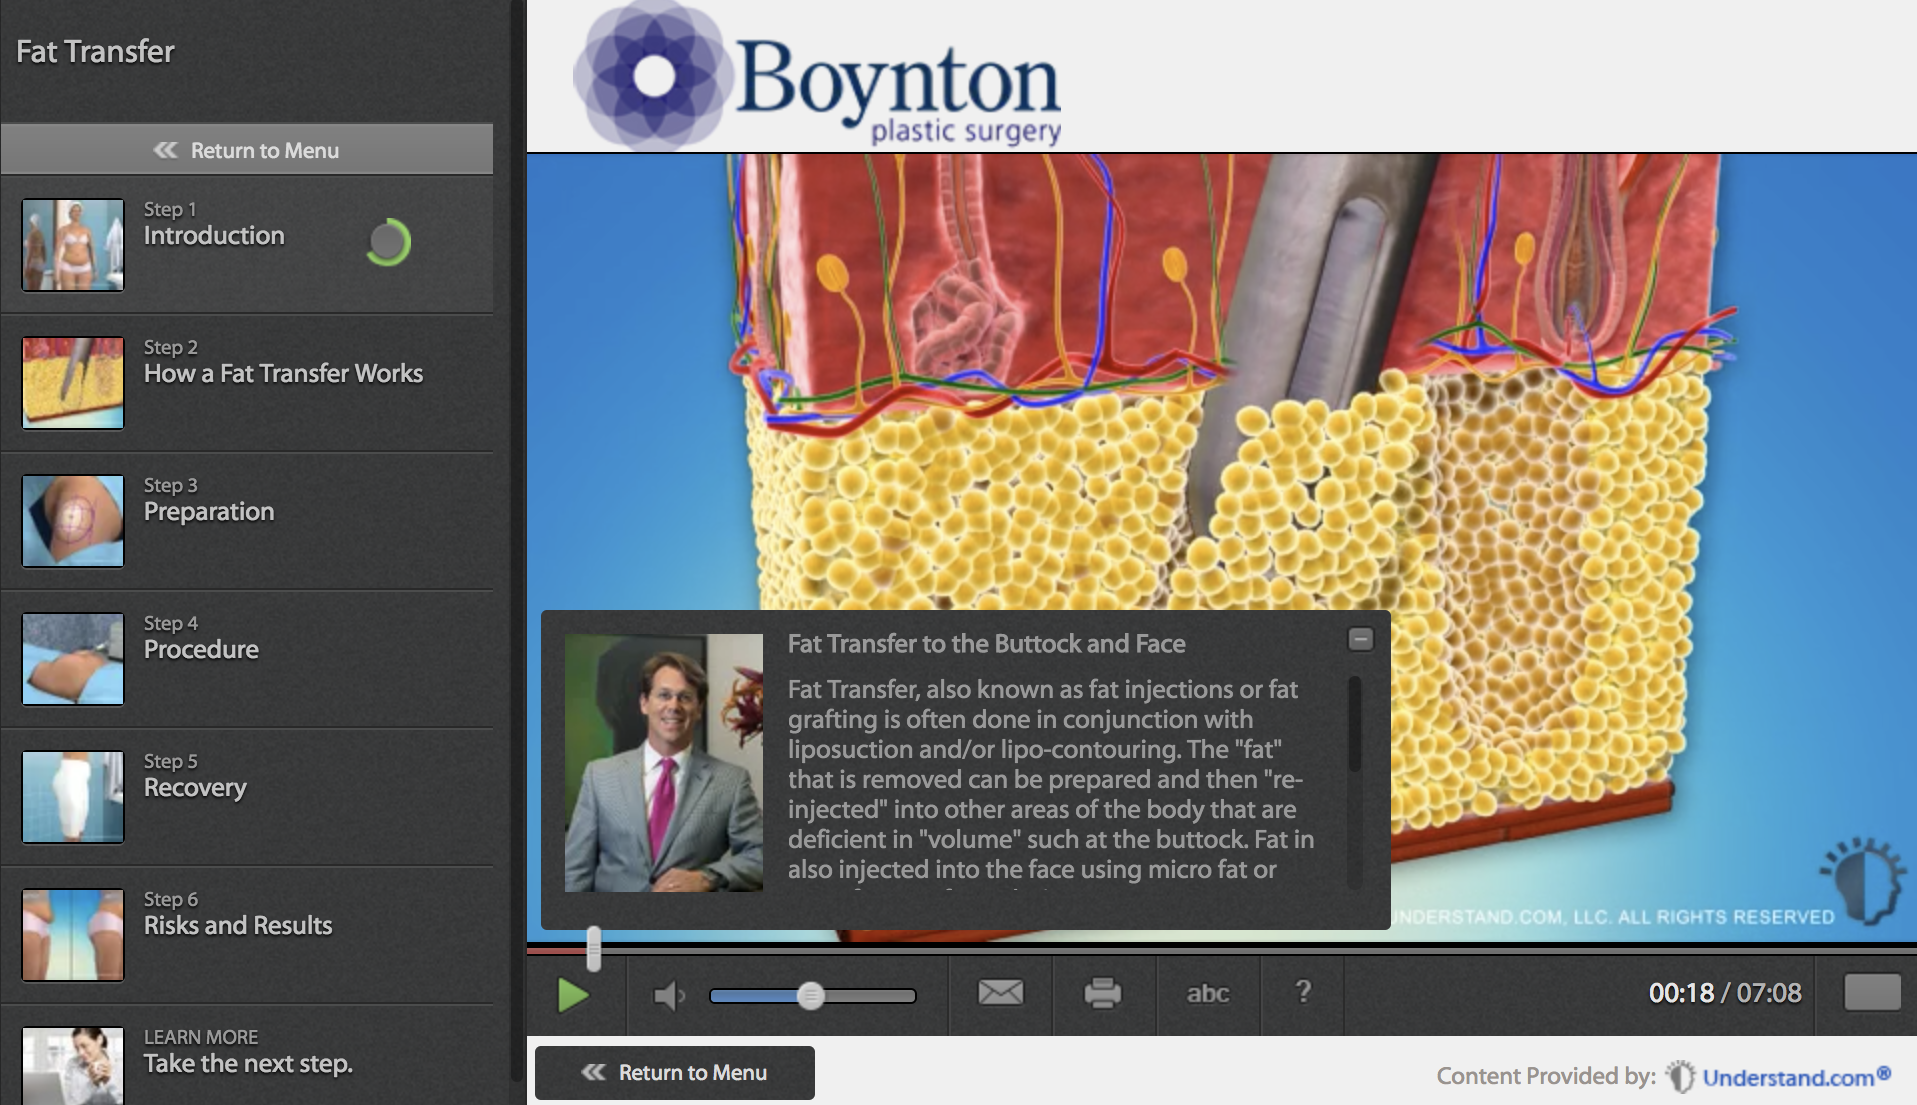 Fat Transfer
Return to Menu
Step 1
Introduction
Step 2
How a Fat Transfer Works
Step 3
Preparation
Step 4
Procedure
Step 5
Recovery
Step 6
Risks and Results
LEARN MORE
Take the next step.
Boynton
plastic surgery
Fat Transfer to the Buttock and Face
Fat Transfer, also known as fat injections or fat
grafting is often done in conjunction with
liposuction and/or lipo-contouring. The "fat"
that is removed can be prepared and then "re-
injected" into other areas of the body that are
deficient in "volume" such at the buttock. Fat in
also injected into the face using micro fat or
UNDERSTAND.COM, LLC. ALL RIGHTS RESERVED
abc
?
00:18 / 07:08
Return to Menu
Content Provided by: Understand.com®